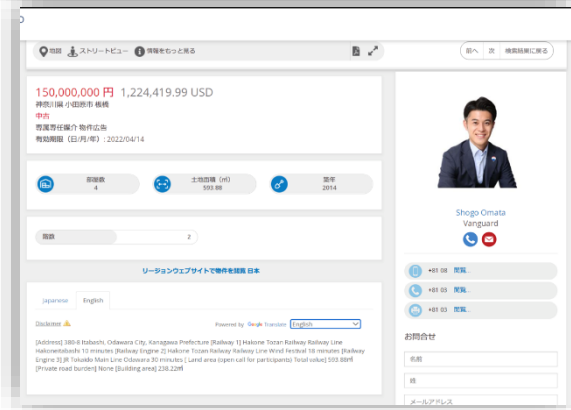 地図 ストリートビュー 情報をもっと見る
前へ 次 検索結果に戻る
150,000,000 円 1,224,419.99 USD
神奈川県 小田原市 板橋
中古
専属専任媒介 物件広告
有効期限 (日/月/年) : 2022/04/14
部屋数
4
土地面積 (㎡)
593.88
築年
2014
階数
2
リージョンウェブサイトで物件を閲覧 日本
Japanese English
Disclaimer
Powered by Google Translate English
[Address] 380-8 Itabashi, Odawara City, Kanagawa Prefecture [Railway 1] Hakone Tozan Railway Railway Line
Hakoneitabashi 10 minutes [Railway Engine 2] Hakone Tozan Railway Railway Line Wind Festival 18 minutes [Railway
Engine 3] JR Tokaido Main Line Odawara 30 minutes [ Land area (open call for participants) Total value] 593.88㎡
[Private road burden] None [Building area] 238.22㎡
Shogo Omata
Vanguard
+81 08 閲覧...
+81 03 閲覧...
+81 03 閲覧...
お問合せ
名前
姓
メールアドレス